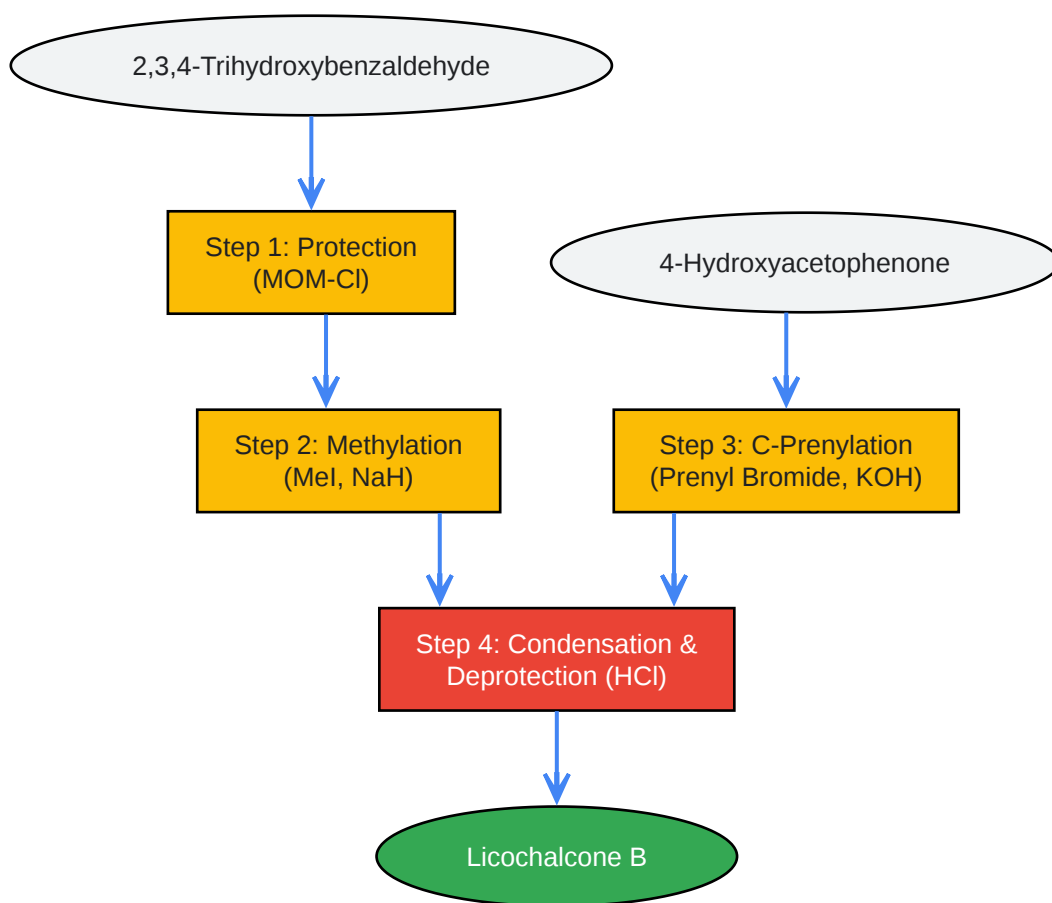 2,3,4-Trihydroxybenzaldehyde
Step 1: Protection
(MOM-Cl)
4-Hydroxyacetophenone
Step 2: Methylation
(MeI, NaH)
Step 3: C-Prenylation
(Prenyl Bromide, KOH)
Step 4: Condensation &
Deprotection (HCl)
Licochalcone B